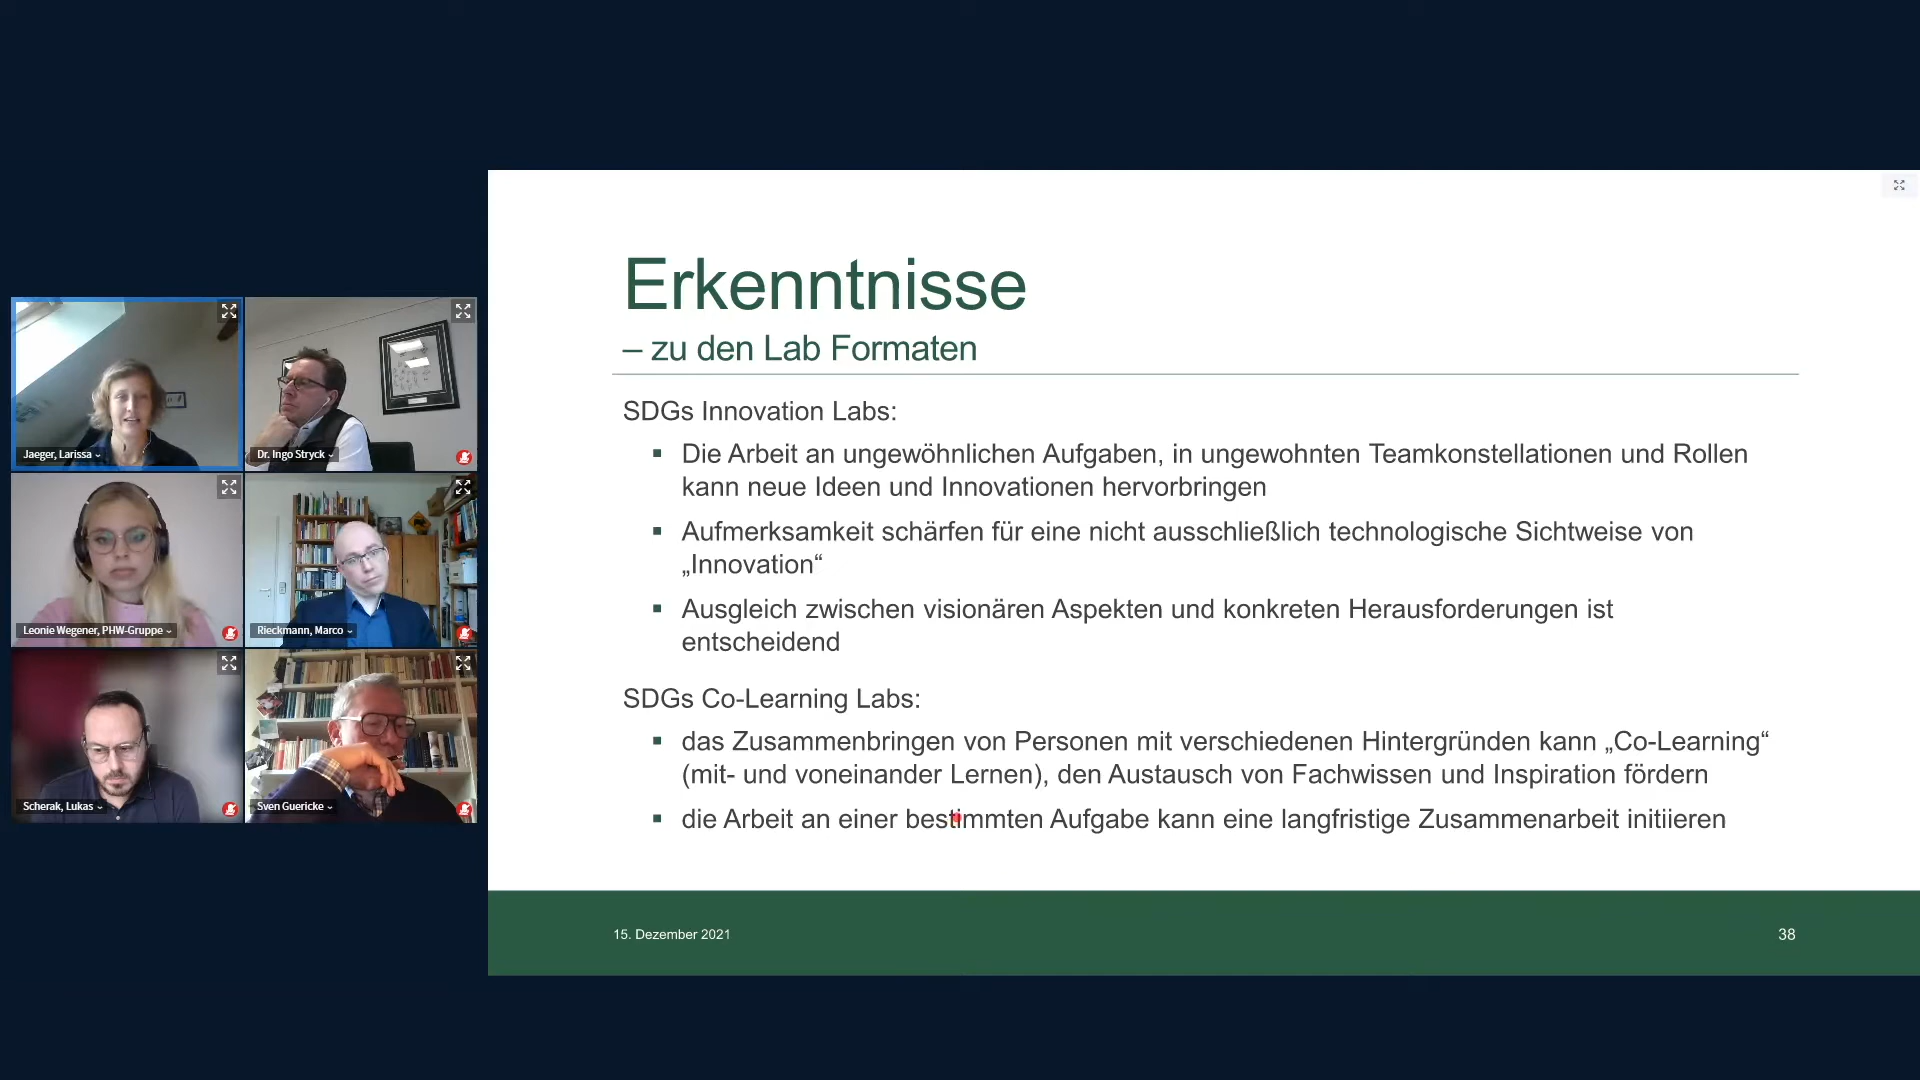 Erkenntnisse
– zu den Lab Formaten
SDGs Innovation Labs:
▪ Die Arbeit an ungewöhnlichen Aufgaben, in ungewohnten Teamkonstellationen und Rollen
kann neue Ideen und Innovationen hervorbringen
▪ Aufmerksamkeit schärfen für eine nicht ausschließlich technologische Sichtweise von
„Innovation“
▪ Ausgleich zwischen visionären Aspekten und konkreten Herausforderungen ist
entscheidend
SDGs Co-Learning Labs:
▪ das Zusammenbringen von Personen mit verschiedenen Hintergründen kann „Co-Learning“
(mit- und voneinander Lernen), den Austausch von Fachwissen und Inspiration fördern
▪ die Arbeit an einer bestimmten Aufgabe kann eine langfristige Zusammenarbeit initiieren
15. Dezember 2021
38
Jaeger, Larissa
Dr. Ingo Stryck
Leonie Wegener, PHW-Gruppe
Rieckmann, Marco
Scherak, Lukas
Sven Guericke